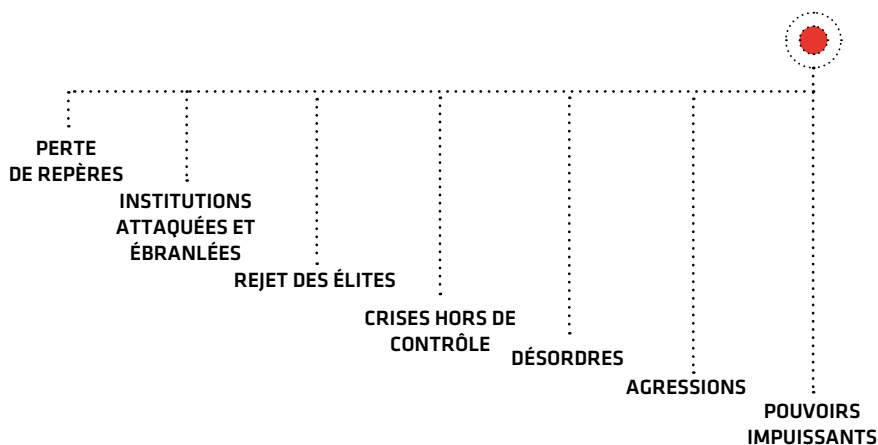 PERTE
DE REPÈRES
INSTITUTIONS
ATTAQUÉES ET
ÉBRANLÉES
REJET DES ÉLITES
CRISES HORS DE
CONTRÔLE
DÉSORDRES
AGRESSIONS
POUVOIRS
IMPUISSANTS